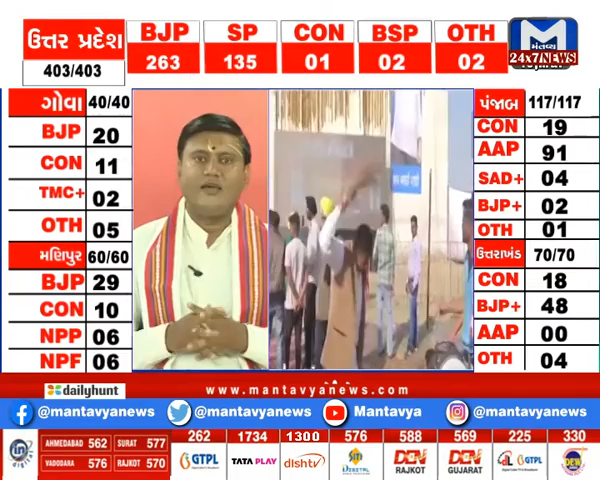 ઉત્તર પ્રદેશ
403/403
BJP SP CON BSP OTH
263 135 01 02 02
મંતવ્ય
24x7 NEWS
ગોવા 40/40
BJP 20
CON 11
TMC+ 02
OTH 05
મણિપુર 60/60
BJP 29
CON 10
NPP 06
NPF 06
પંજાબ 117/117
CON 19
AAP 91
SAD+ 04
BJP+ 02
OTH 01
ઉત્તરાખંડ 70/70
CON 18
BJP+ 48
AAP 00
OTH 04
dailyhunt
www.mantavyanews.com
@mantavyanews @mantavyanews Mantavya @mantavyanews
in digital
AHMEDABAD 562 SURAT 577
VADODARA 576 RAJKOT 570
262 1734 1300 576 588 569 225 330
GTPL TATA PLAY dishtv DIGITAL DEN RAJKOT DEN GUJARAT GTPL DEW